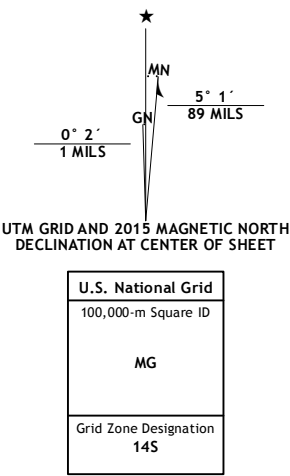 ★
MN
5° 1´
89 MILS
GN
0° 2´
1 MILS
UTM GRID AND 2015 MAGNETIC NORTH
DECLINATION AT CENTER OF SHEET
U.S. National Grid
100,000-m Square ID
MG
Grid Zone Designation
14S